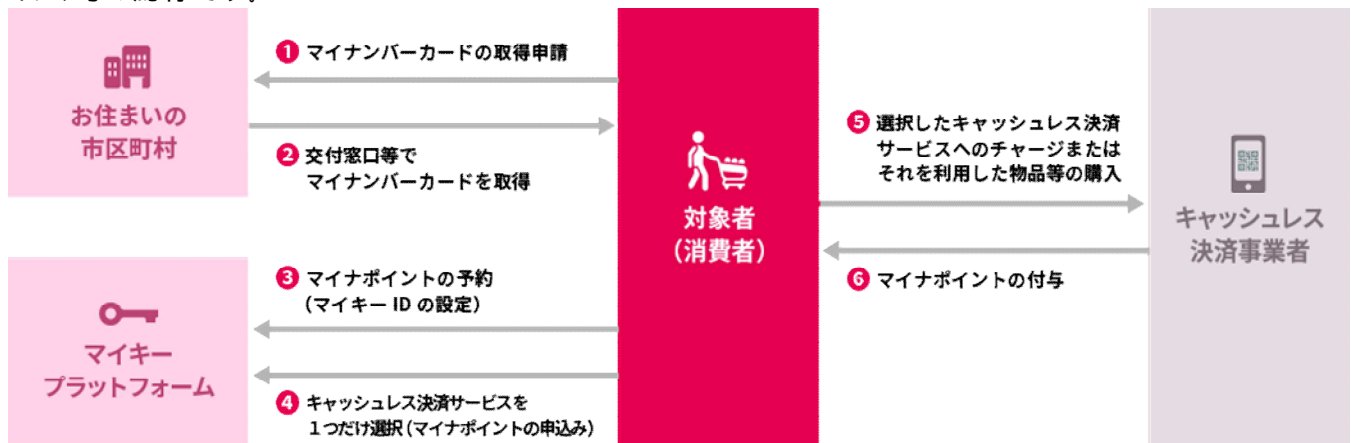 お住まいの
市区町村
❶ マイナンバーカードの取得申請
❷ 交付窓口等で
マイナンバーカードを取得
マイキー
プラットフォーム
❸ マイナポイントの予約
(マイキー ID の設定)
❹ キャッシュレス決済サービスを
1つだけ選択(マイナポイントの申込み)
対象者
(消費者)
❺ 選択したキャッシュレス決済
サービスへのチャージまたは
それを利用した物品等の購入
❻ マイナポイントの付与
キャッシュレス
決済事業者